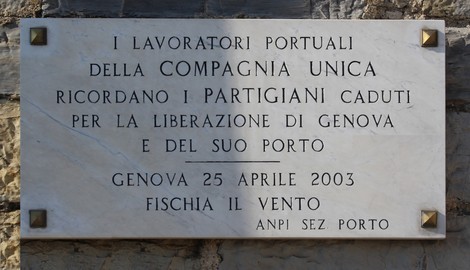 I LAVORATORI PORTUALI
DELLA COMPAGNIA UNICA
RICORDANO I PARTIGIANI CADUTI
PER LA LIBERAZIONE DI GENOVA
E DEL SUO PORTO
GENOVA 25 APRILE 2003
FISCHIA IL VENTO
ANPI SEZ PORTO